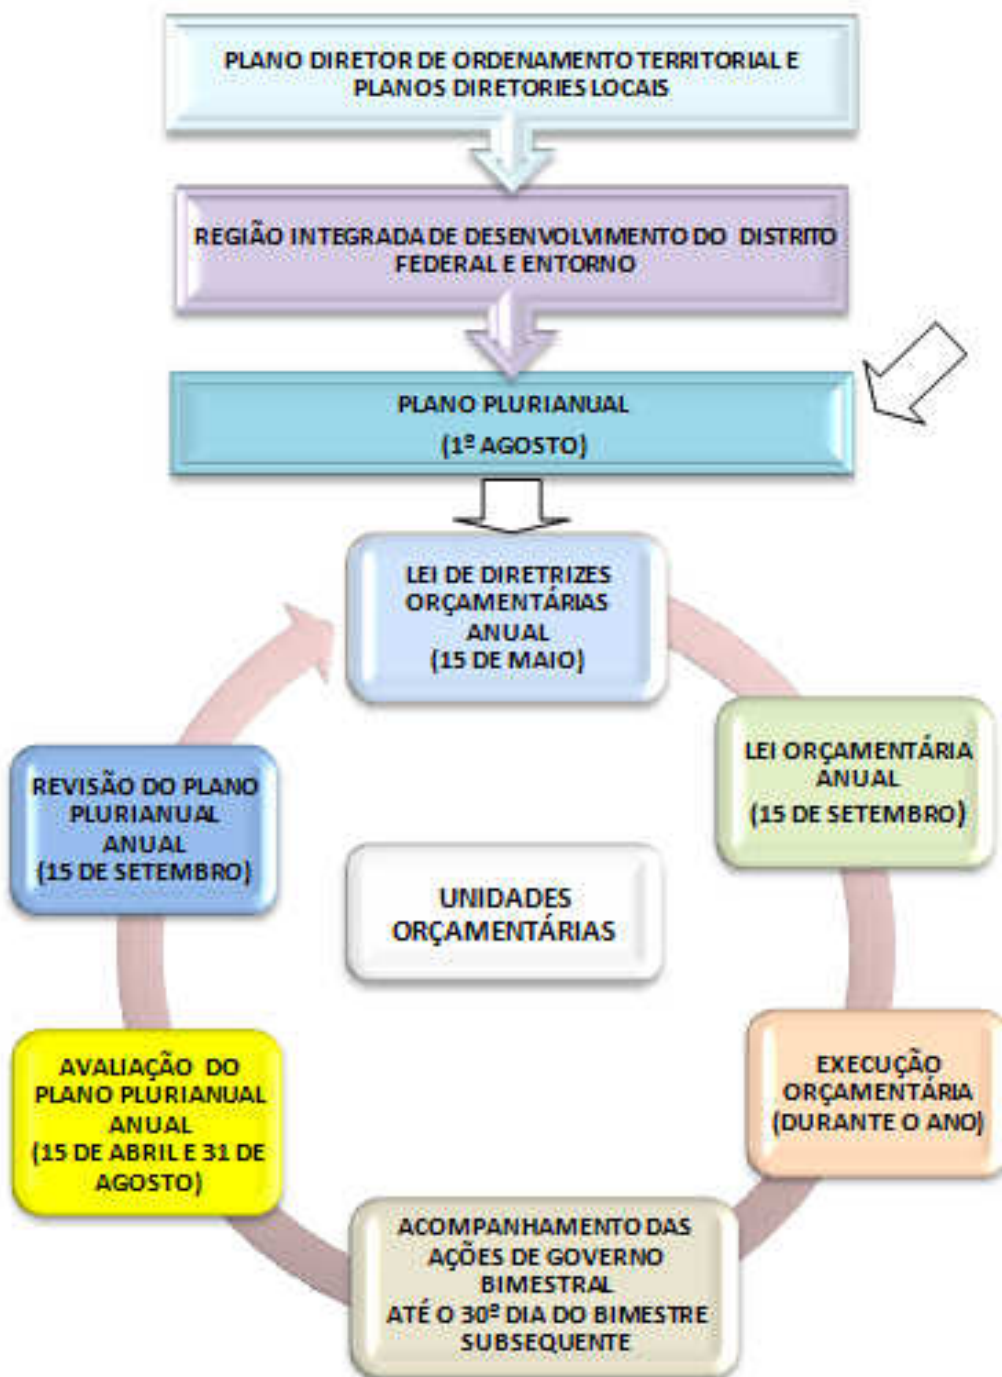 PLANO DIRETOR DE ORDENAMENTO TERRITORIAL E
PLANOS DIRETORIES LOCAIS
REGIÃO INTEGRADA DE DESENVOLVIMENTO DO DISTRITO
FEDERAL E ENTORNO
PLANO PLURIANUAL
(1º AGOSTO)
LEI DE DIRETRIZES
ORÇAMENTÁRIAS
ANUAL
(15 DE MAIO)
LEI ORÇAMENTÁRIA
ANUAL
(15 DE SETEMBRO)
REVISÃO DO PLANO
PLURIANUAL
ANUAL
(15 DE SETEMBRO)
UNIDADES
ORÇAMENTÁRIAS
EXECUÇÃO
ORÇAMENTÁRIA
(DURANTE O ANO)
AVALIAÇÃO DO
PLANO PLURIANUAL
ANUAL
(15 DE ABRIL E 31 DE
AGOSTO)
ACOMPANHAMENTO DAS
AÇÕES DE GOVERNO
BIMESTRAL
ATÉ O 30º DIA DO BIMESTRE
SUBSEQUENTE